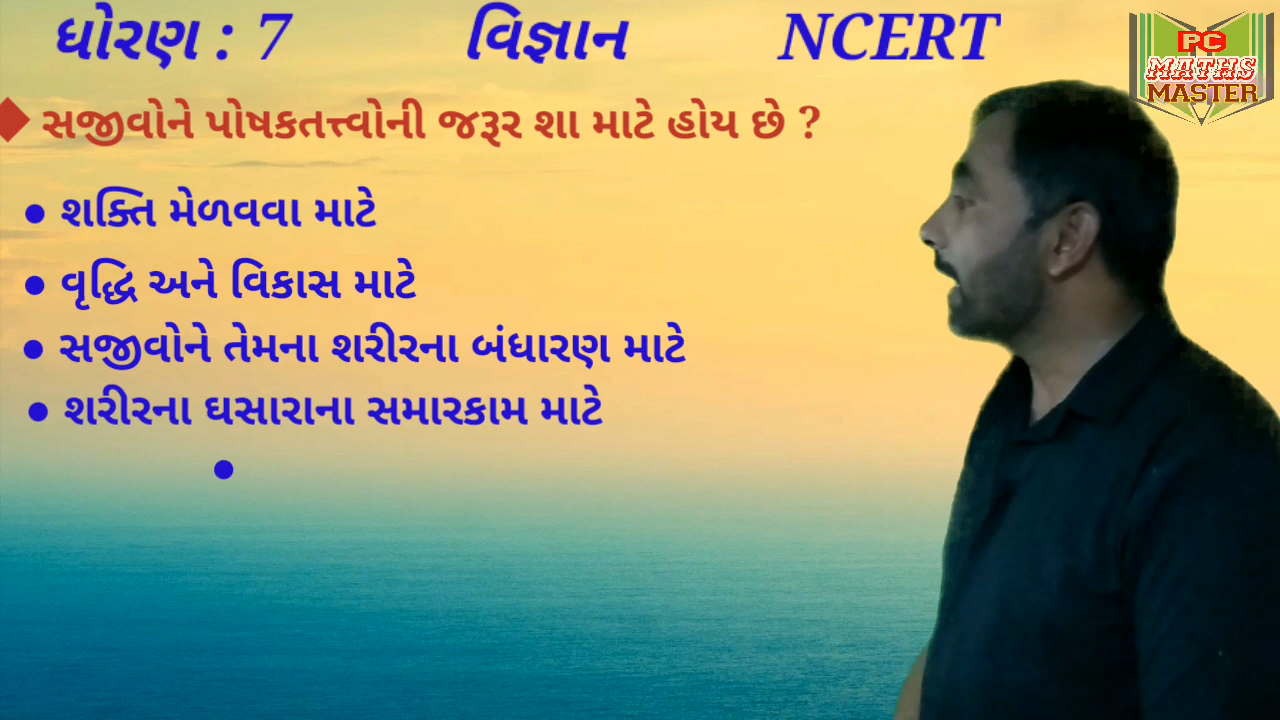 ધોરણ : 7 વિજ્ઞાન NCERT
PC
MATHS
MASTER
સજીવોને પોષકતત્ત્વોની જરૂર શા માટે હોય છે ?
• શક્તિ મેળવવા માટે
• વૃદ્ધિ અને વિકાસ માટે
• સજીવોને તેમના શરીરના બંધારણ માટે
• શરીરના ઘસારાના સમારકામ માટે
•